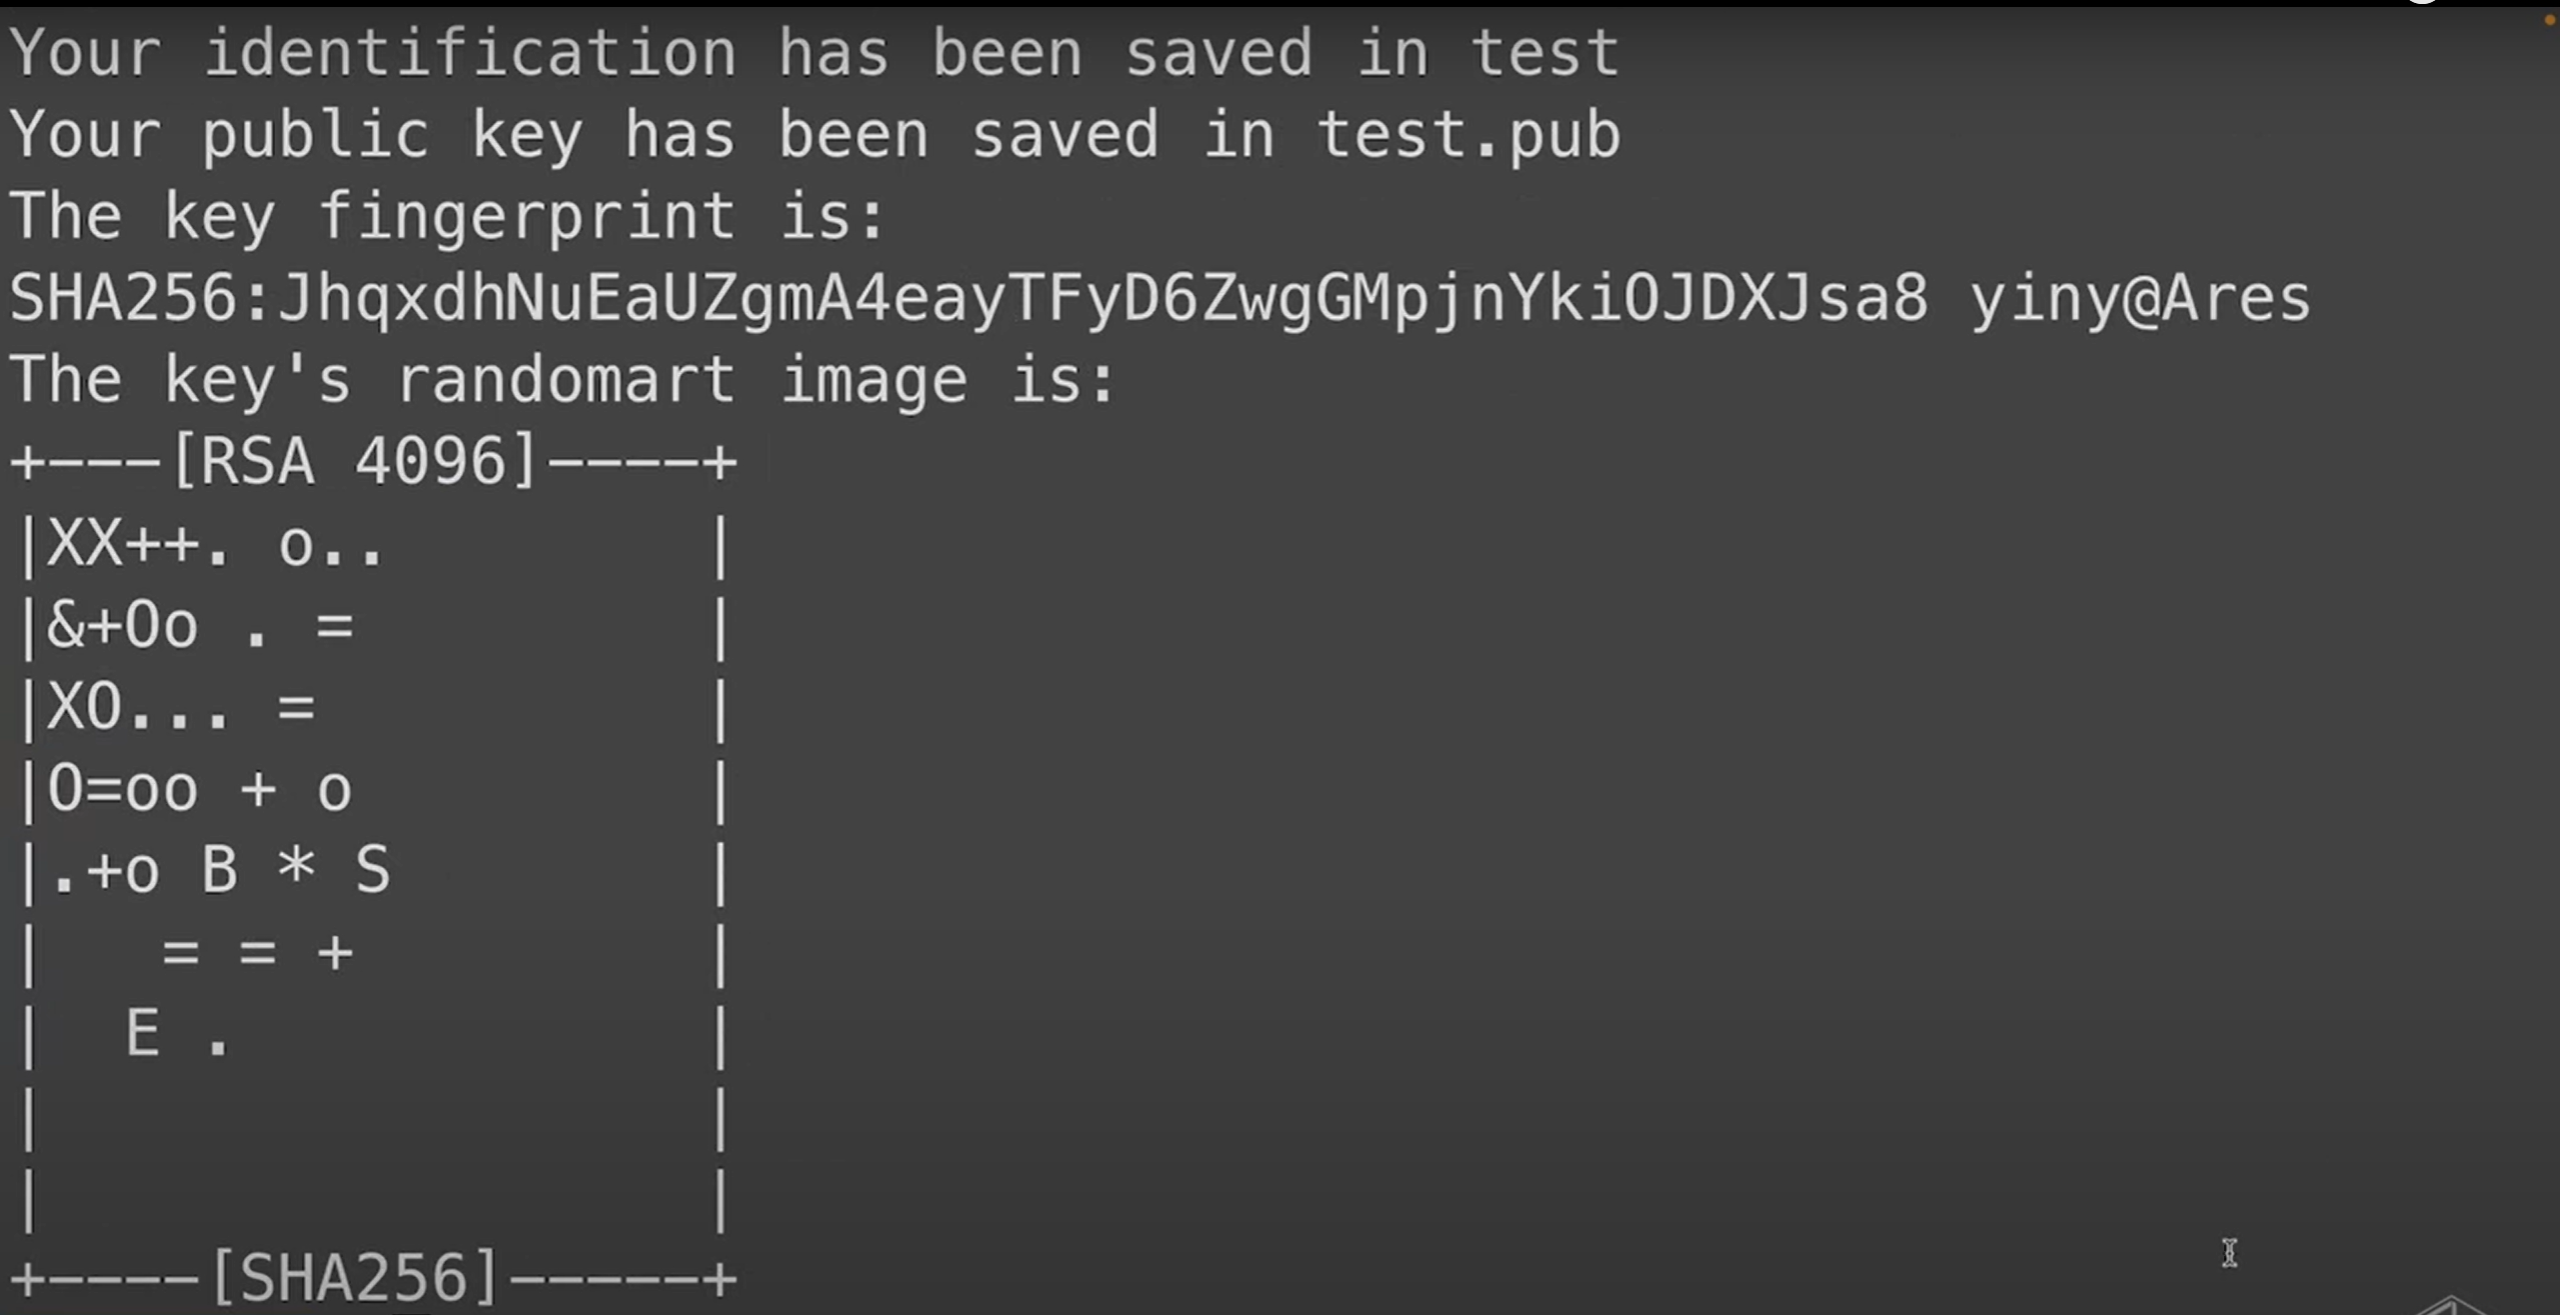 Your identification has been saved in test
Your public key has been saved in test.pub
The key fingerprint is:
SHA256:JhqxdhNuEaUZgmA4eayTFyD6ZwgGMpjnYkiOJDXJsa8 yiny@Ares
The key's randomart image is:
+---[RSA 4096]----+
|XX++. o..        |
|&+Oo . =         |
|XO... =          |
|O=oo + o         |
|.+o B * S        |
|   = = +         |
|  E .            |
|                 |
|                 |
+----[SHA256]-----+